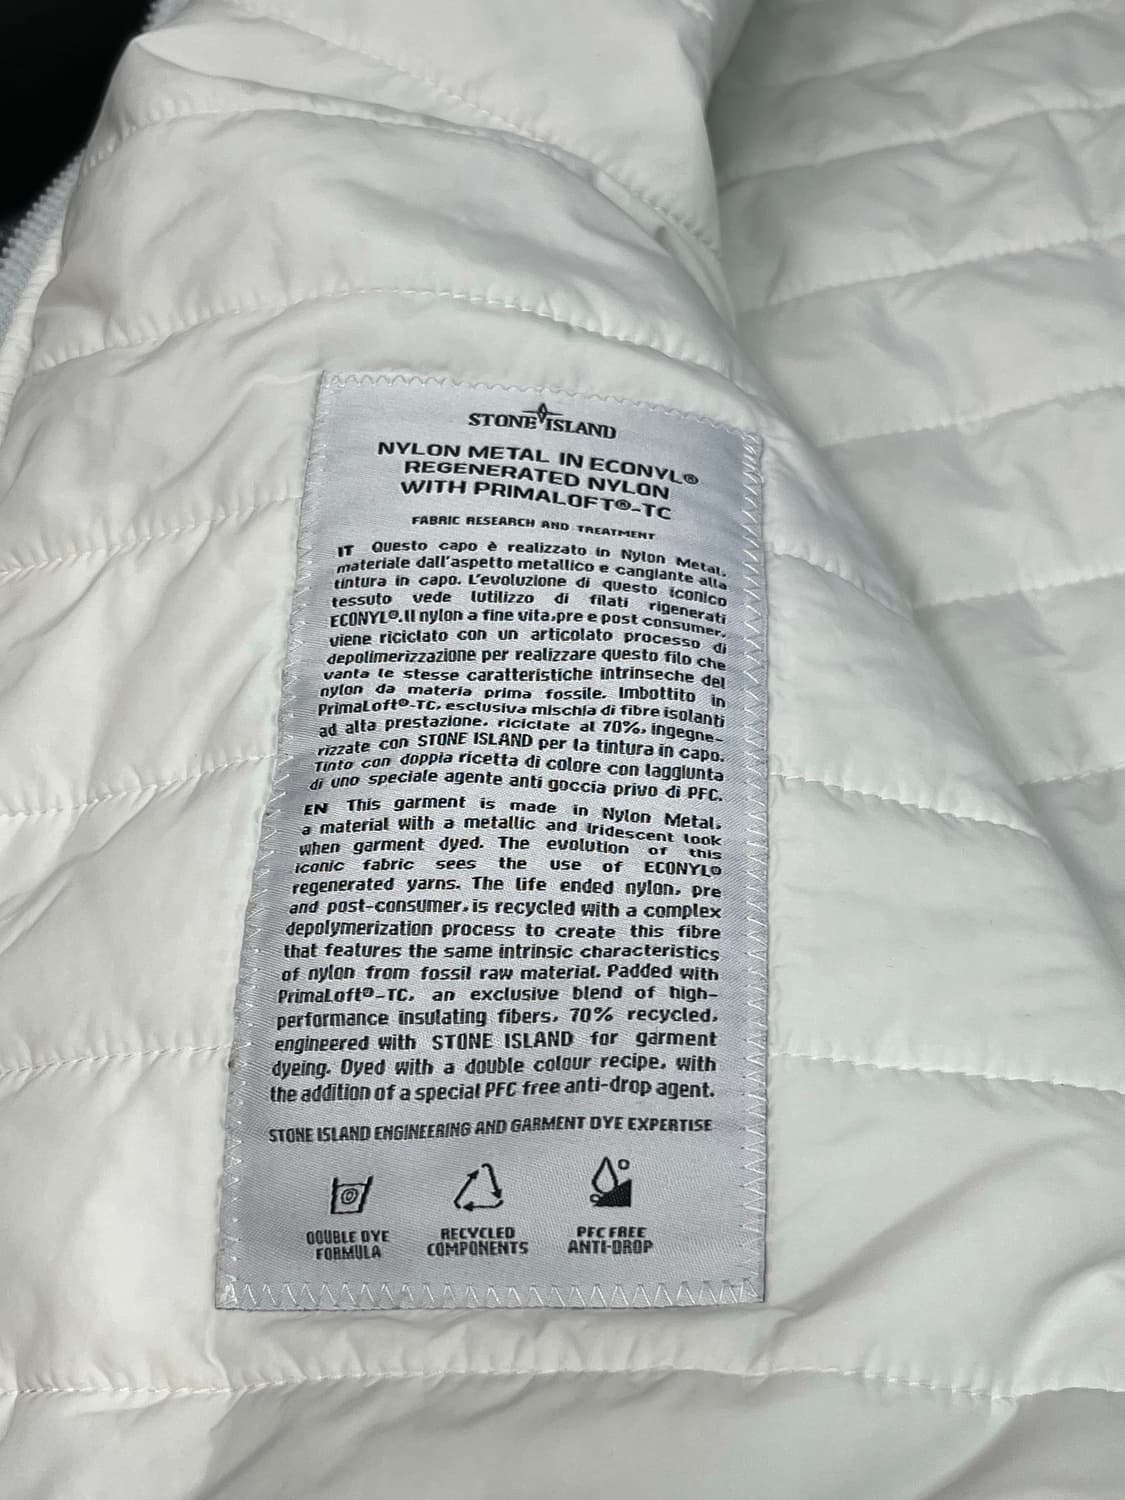 STONE ISLAND
NYLON METAL IN ECONYL®
REGENERATED NYLON
WITH PRIMALOFT®-TC
FABRIC RESEARCH AND TREATMENT
IT Questo capo è realizzato in Nylon Metal,
materiale dall'aspetto metallico e cangiante alla
tintura in capo. L'evoluzione di questo iconico
tessuto vede lutilizzo di filati rigenerati
ECONYL®. Il nylon a fine vita, pre e post consumer,
viene riciclato con un articolato processo di
depolimerizzazione per realizzare questo filo che
vanta le stesse caratteristiche intrinseche del
nylon da materia prima fossile. Imbottito in
PrimaLoft®-TC, esclusiva mischia di fibre isolanti
ad alta prestazione, riciclate al 70%, ingegne-
rizzate con STONE ISLAND per la tintura in capo.
Tinto con doppia ricetta di colore con laggiunta
di uno speciale agente anti goccia privo di PFC.
EN This garment is made in Nylon Metal,
a material with a metallic and iridescent look
when garment dyed. The evolution of this
iconic fabric sees the use of ECONYL®
regenerated yarns. The life ended nylon, pre
and post-consumer, is recycled with a complex
depolymerization process to create this fibre
that features the same intrinsic characteristics
of nylon from fossil raw material. Padded with
PrimaLoft®-TC, an exclusive blend of high-
performance insulating fibers, 70% recycled,
engineered with STONE ISLAND for garment
dyeing. Dyed with a double colour recipe, with
the addition of a special PFC free anti-drop agent.
STONE ISLAND ENGINEERING AND GARMENT DYE EXPERTISE
DOUBLE DYE
FORMULA
RECYCLED
COMPONENTS
PFC FREE
ANTI-DROP